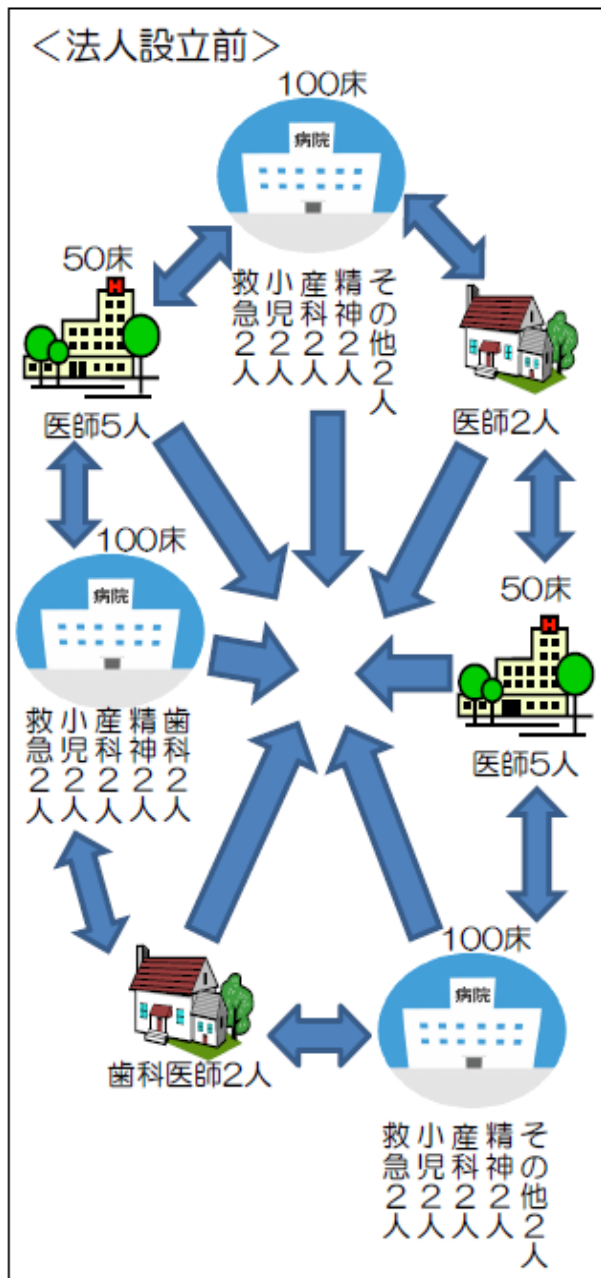 <法人設立前>
100床
病院
救急2人
小児2人
産科2人
精神2人
その他2人
50床
H
医師5人
医師2人
100床
病院
救急2人
小児2人
産科2人
精神2人
歯科2人
50床
H
医師5人
歯科医師2人
100床
病院
救急2人
小児2人
産科2人
精神2人
その他2人